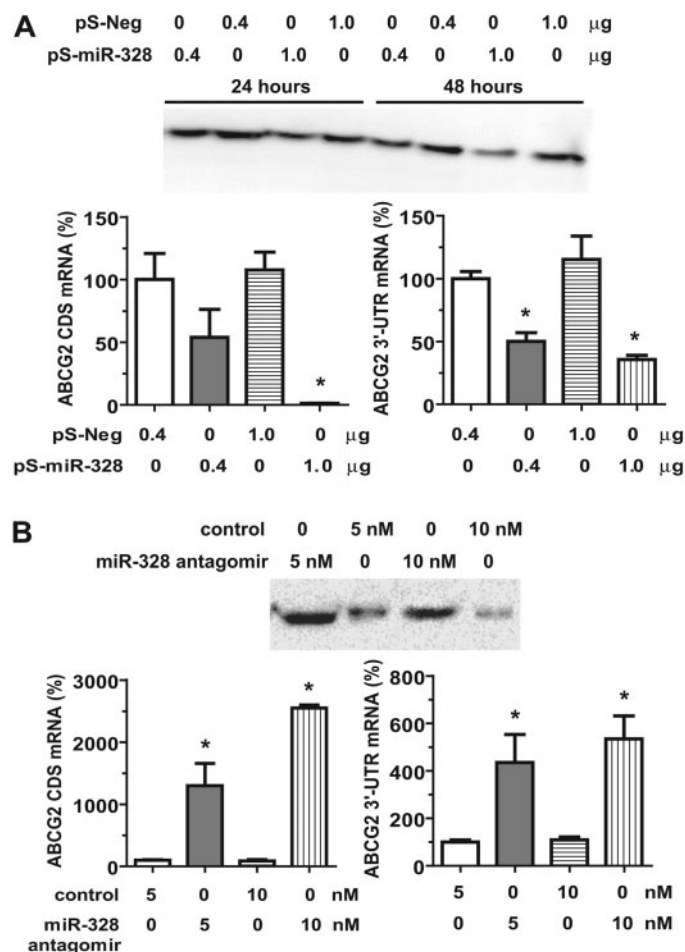 A
pS-Neg 0 0.4 0 1.0 0 0.4 0 1.0 μg
pS-miR-328 0.4 0 1.0 0 0.4 0 1.0 0 μg
24 hours 48 hours
ABCG2 CDS mRNA (%)
150
100
50
0
*
pS-Neg 0.4 0 1.0 0 μg
pS-miR-328 0 0.4 0 1.0 μg
ABCG2 3'-UTR mRNA (%)
150
100
50
0
* *
0.4 0 1.0 0 μg
0 0.4 0 1.0 μg
B
control 0 5 nM 0 10 nM
miR-328 antagomir 5 nM 0 10 nM 0
ABCG2 CDS mRNA (%)
3000
2000
1000
0
* *
control 5 0 10 0 nM
miR-328 0 5 0 10 nM
antagomir
ABCG2 3'-UTR mRNA (%)
800
600
400
200
0
* *
5 0 10 0 nM
0 5 0 10 nM